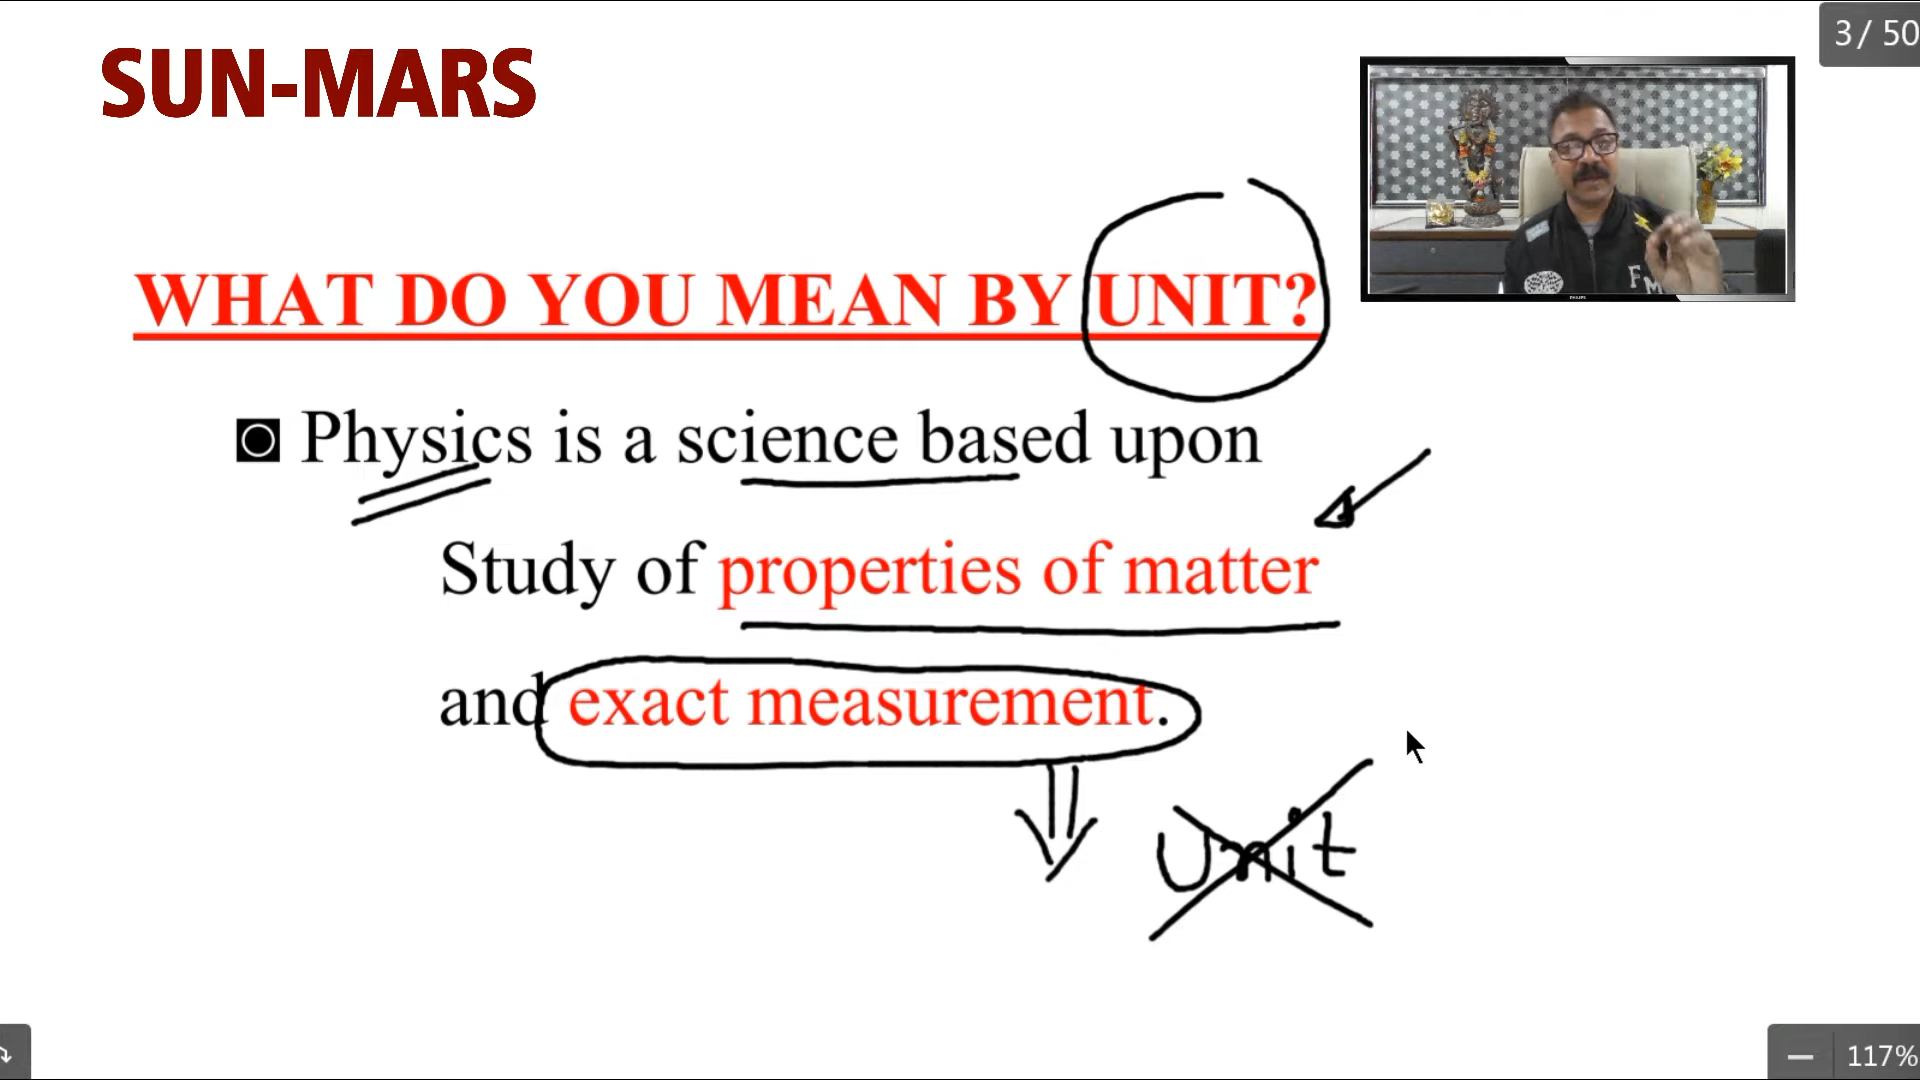 SUN-MARS
3 / 50
WHAT DO YOU MEAN BY UNIT?
Physics is a science based upon
Study of properties of matter
and exact measurement.
Unit
117%